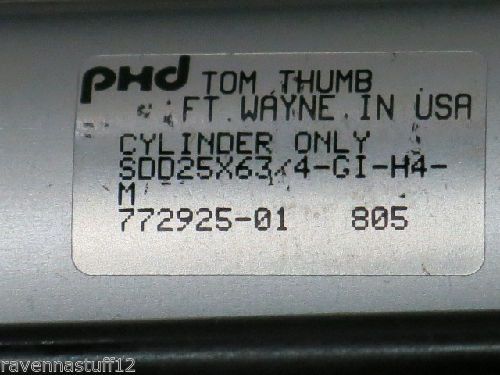 PHD TOM THUMB
FT. WAYNE, IN USA
CYLINDER ONLY
SDD25X63/4-GI-H4-
M
772925-01 805
ravennastuff12